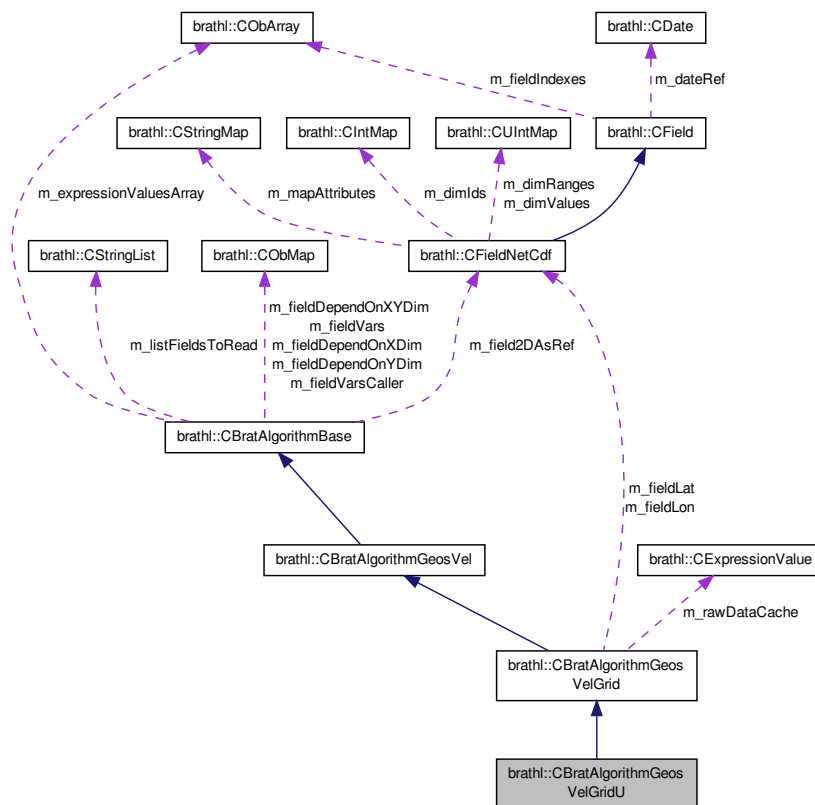 brathl::CObArray
brathl::CDate
m_fieldIndexes
m_dateRef
brathl::CStringMap
brathl::CIntMap
brathl::CUIntMap
brathl::CField
m_expressionValuesArray
m_mapAttributes
m_dimIds
m_dimRanges
m_dimValues
brathl::CStringList
brathl::CObMap
brathl::CFieldNetCdf
m_listFieldsToRead
m_fieldDependOnXYDim
m_fieldVars
m_fieldDependOnXDim
m_fieldDependOnYDim
m_fieldVarsCaller
m_field2DAsRef
brathl::CBratAlgorithmBase
m_fieldLat
m_fieldLon
brathl::CBratAlgorithmGeosVel
brathl::CExpressionValue
m_rawDataCache
brathl::CBratAlgorithmGeos
VelGrid
brathl::CBratAlgorithmGeos
VelGridU